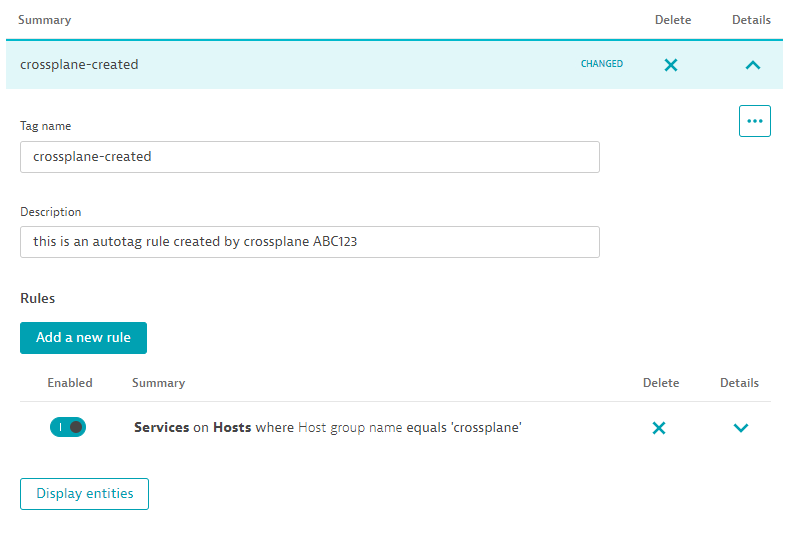 Summary Delete Details
crossplane-created CHANGED
Tag name
crossplane-created
Description
this is an autotag rule created by crossplane ABC123
Rules
Add a new rule
Enabled Summary Delete Details
Services on Hosts where Host group name equals 'crossplane'
Display entities